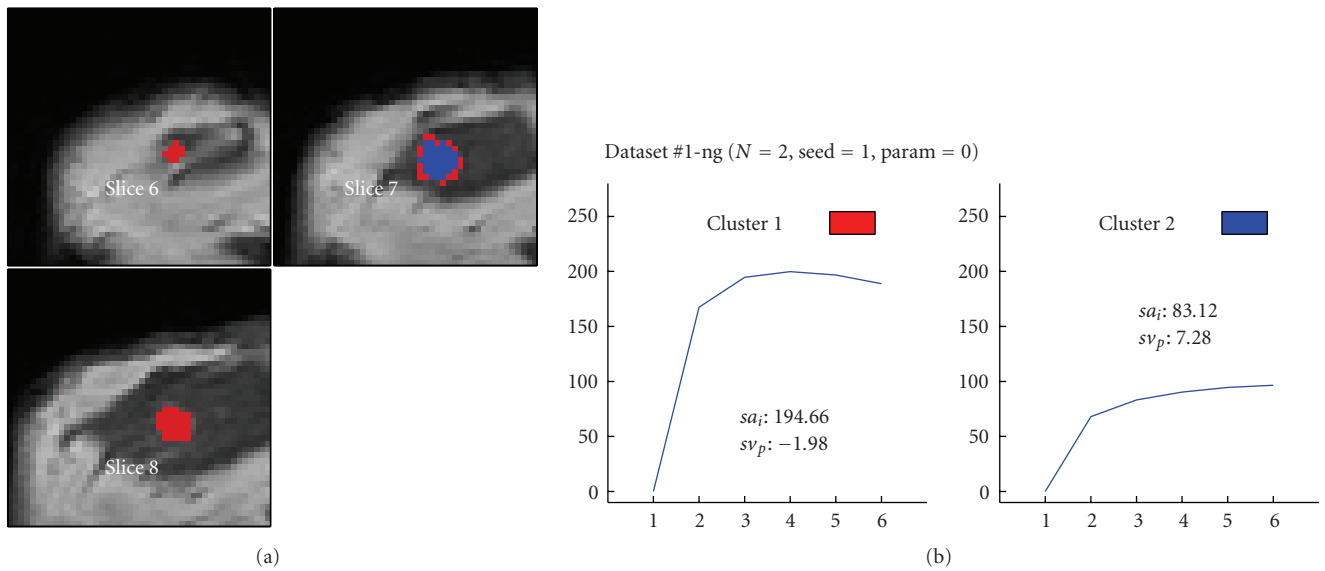 Slice 6
Slice 7
Slice 8
(a)
Dataset #1-ng (N = 2, seed = 1, param = 0)
250
200
150
100
50
0
Cluster 1
sa_i: 194.66
sv_p: −1.98
1 2 3 4 5 6
250
200
150
100
50
0
Cluster 2
sa_i: 83.12
sv_p: 7.28
1 2 3 4 5 6
(b)